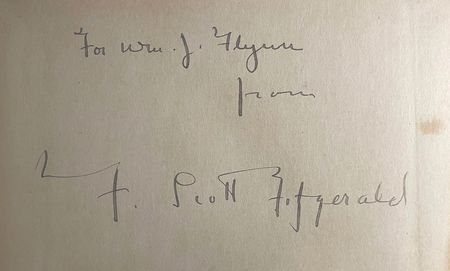 For Wm. J. Flynn
from
F. Scott Fitzgerald